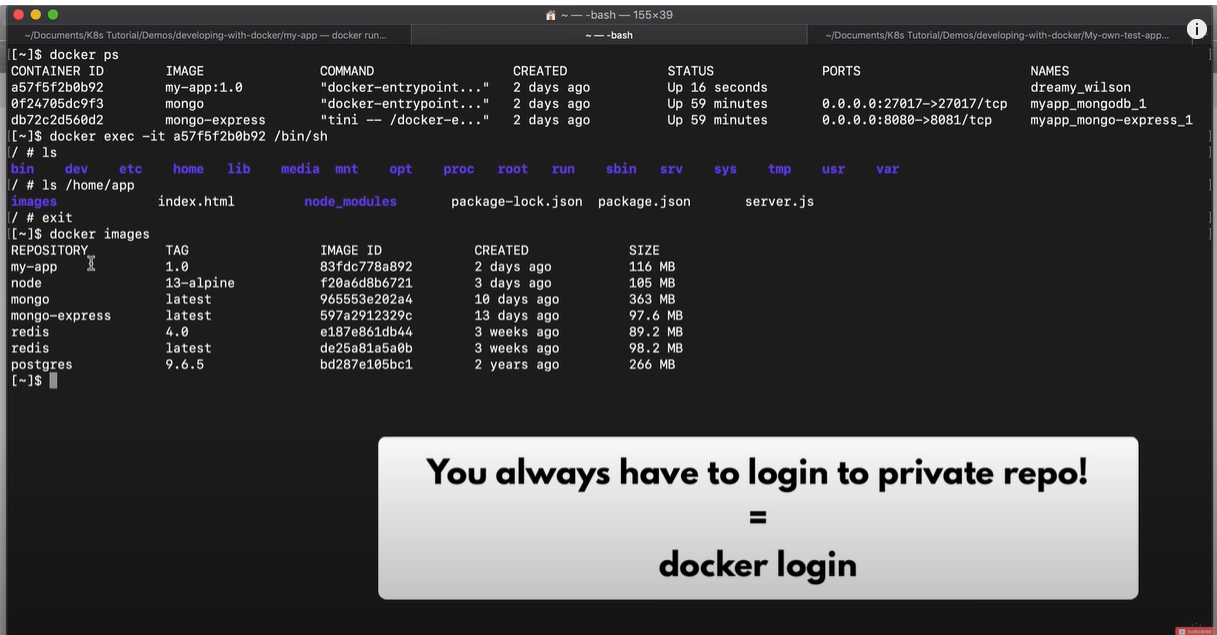 ~ — -bash — 155×39
~/Documents/K8s Tutorial/Demos/developing-with-docker/my-app — docker run... ~ — -bash ~/Documents/K8s Tutorial/Demos/developing-with-docker/My-own-test-app...
[[~]$ docker ps ]
CONTAINER ID IMAGE COMMAND CREATED STATUS PORTS NAMES
a57f5f2b0b92 my-app:1.0 "docker-entrypoint..." 2 days ago Up 16 seconds dreamy_wilson
0f24705dc9f3 mongo "docker-entrypoint..." 2 days ago Up 59 minutes 0.0.0.0:27017->27017/tcp myapp_mongodb_1
db72c2d560d2 mongo-express "tini -- /docker-e..." 2 days ago Up 59 minutes 0.0.0.0:8080->8081/tcp myapp_mongo-express_1
[[~]$ docker exec -it a57f5f2b0b92 /bin/sh ]
[/ # ls ]
bin dev etc home lib media mnt opt proc root run sbin srv sys tmp usr var
[/ # ls /home/app ]
images index.html node_modules package-lock.json package.json server.js
[/ # exit ]
[[~]$ docker images ]
REPOSITORY TAG IMAGE ID CREATED SIZE
my-app 1.0 83fdc778a892 2 days ago 116 MB
node 13-alpine f20a6d8b6721 3 days ago 105 MB
mongo latest 965553e202a4 10 days ago 363 MB
mongo-express latest 597a2912329c 13 days ago 97.6 MB
redis 4.0 e187e861db44 3 weeks ago 89.2 MB
redis latest de25a81a5a0b 3 weeks ago 98.2 MB
postgres 9.6.5 bd287e105bc1 2 years ago 266 MB
[~]$
You always have to login to private repo!
=
docker login